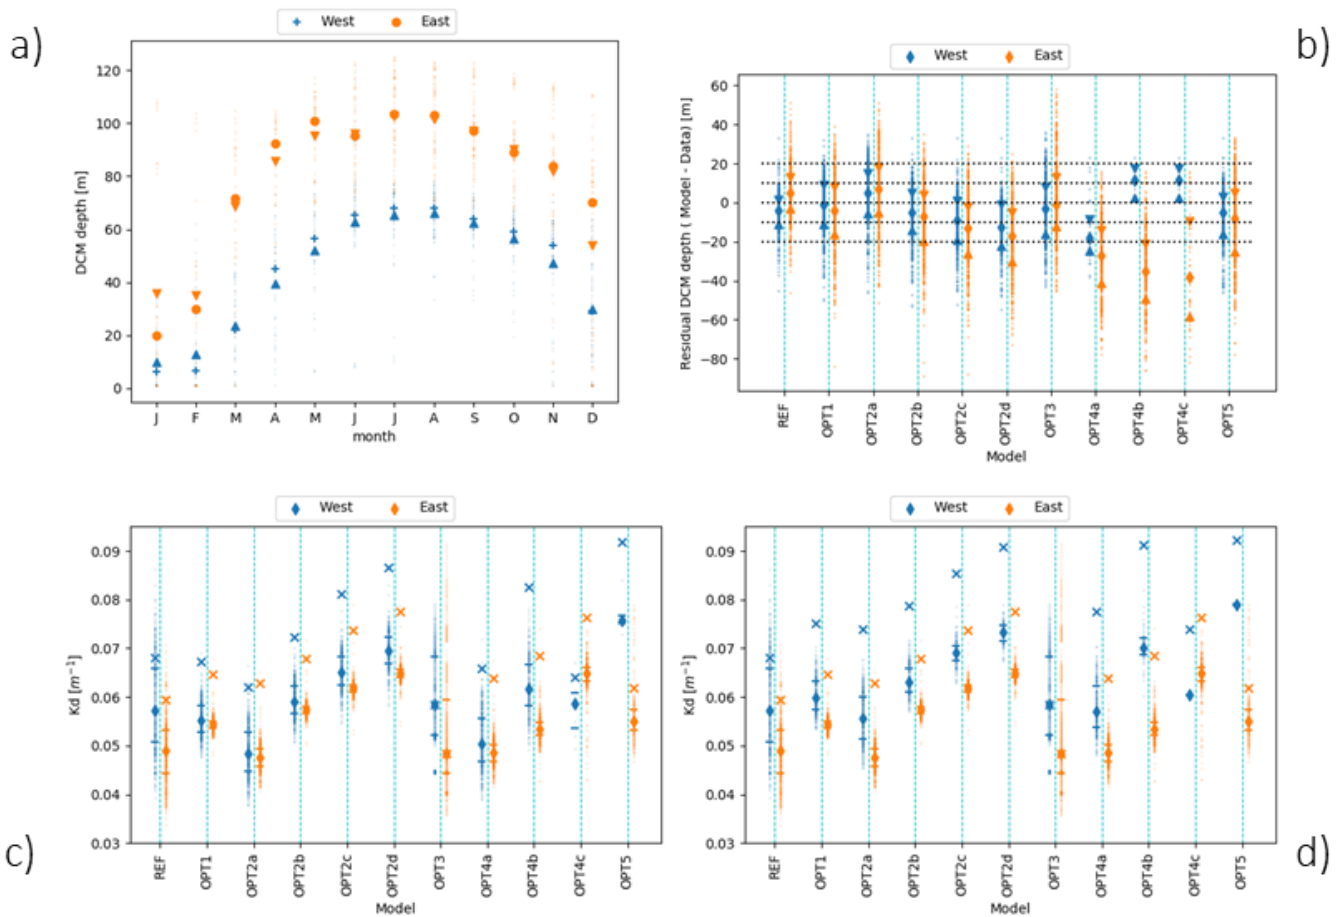 a)
West East
DCM depth [m]
120
100
80
60
40
20
0
J F M A M J J A S O N D
month
b)
West East
Residual DCM depth ( Model - Data) [m]
60
40
20
0
−20
−40
−60
−80
REF OPT1 OPT2a OPT2b OPT2c OPT2d OPT3 OPT4a OPT4b OPT4c OPT5
Model
c)
West East
Kd [m⁻¹]
0.09
0.08
0.07
0.06
0.05
0.04
0.03
REF OPT1 OPT2a OPT2b OPT2c OPT2d OPT3 OPT4a OPT4b OPT4c OPT5
Model
d)
West East
Kd [m⁻¹]
0.09
0.08
0.07
0.06
0.05
0.04
0.03
REF OPT1 OPT2a OPT2b OPT2c OPT2d OPT3 OPT4a OPT4b OPT4c OPT5
Model